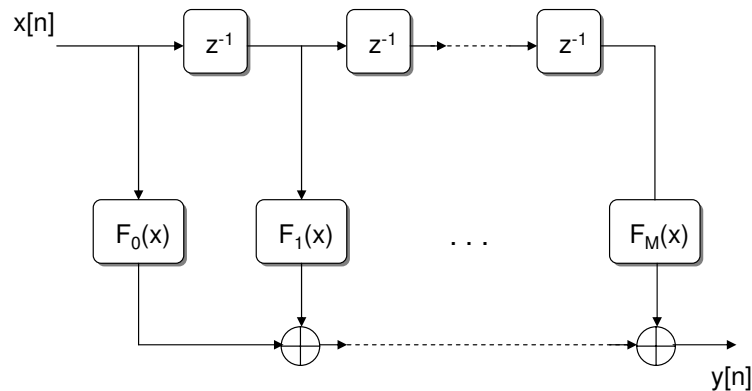 x[n]
z⁻¹ z⁻¹ z⁻¹
F₀(x) F₁(x) . . . F_M(x)
y[n]